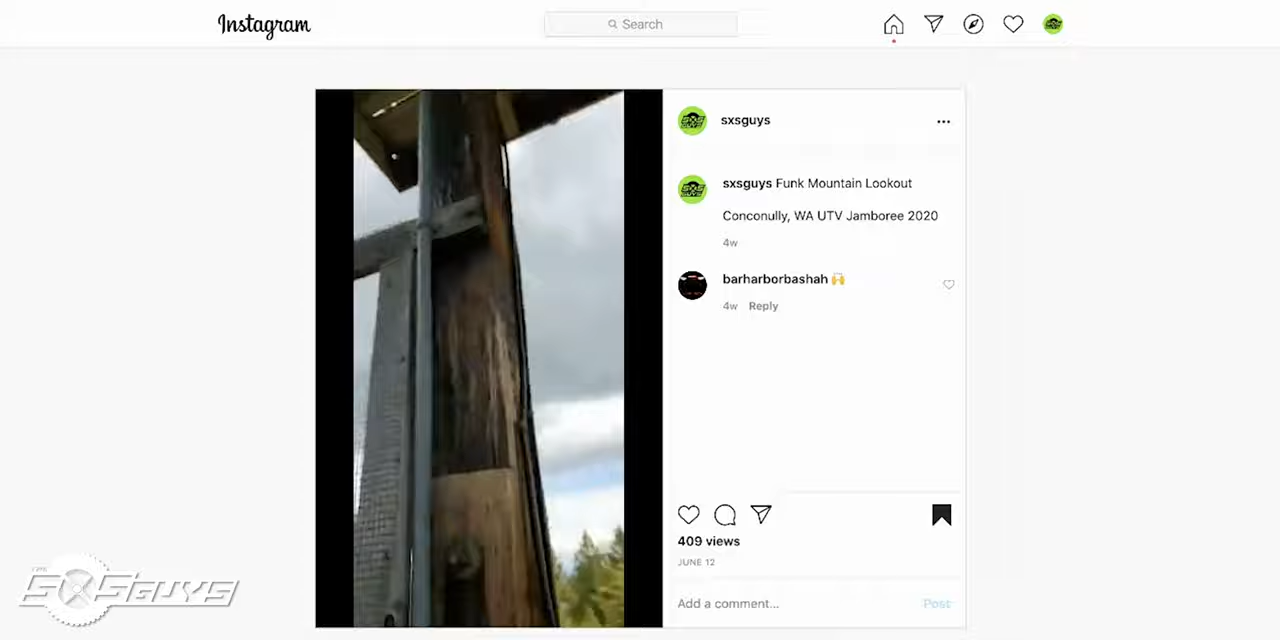 Instagram
Search
sxsguys
sxsguys Funk Mountain Lookout
Conconully, WA UTV Jamboree 2020
4w
barharborbashah 🙌
4w Reply
409 views
JUNE 12
Add a comment...
Post
THE
SXSGUYS